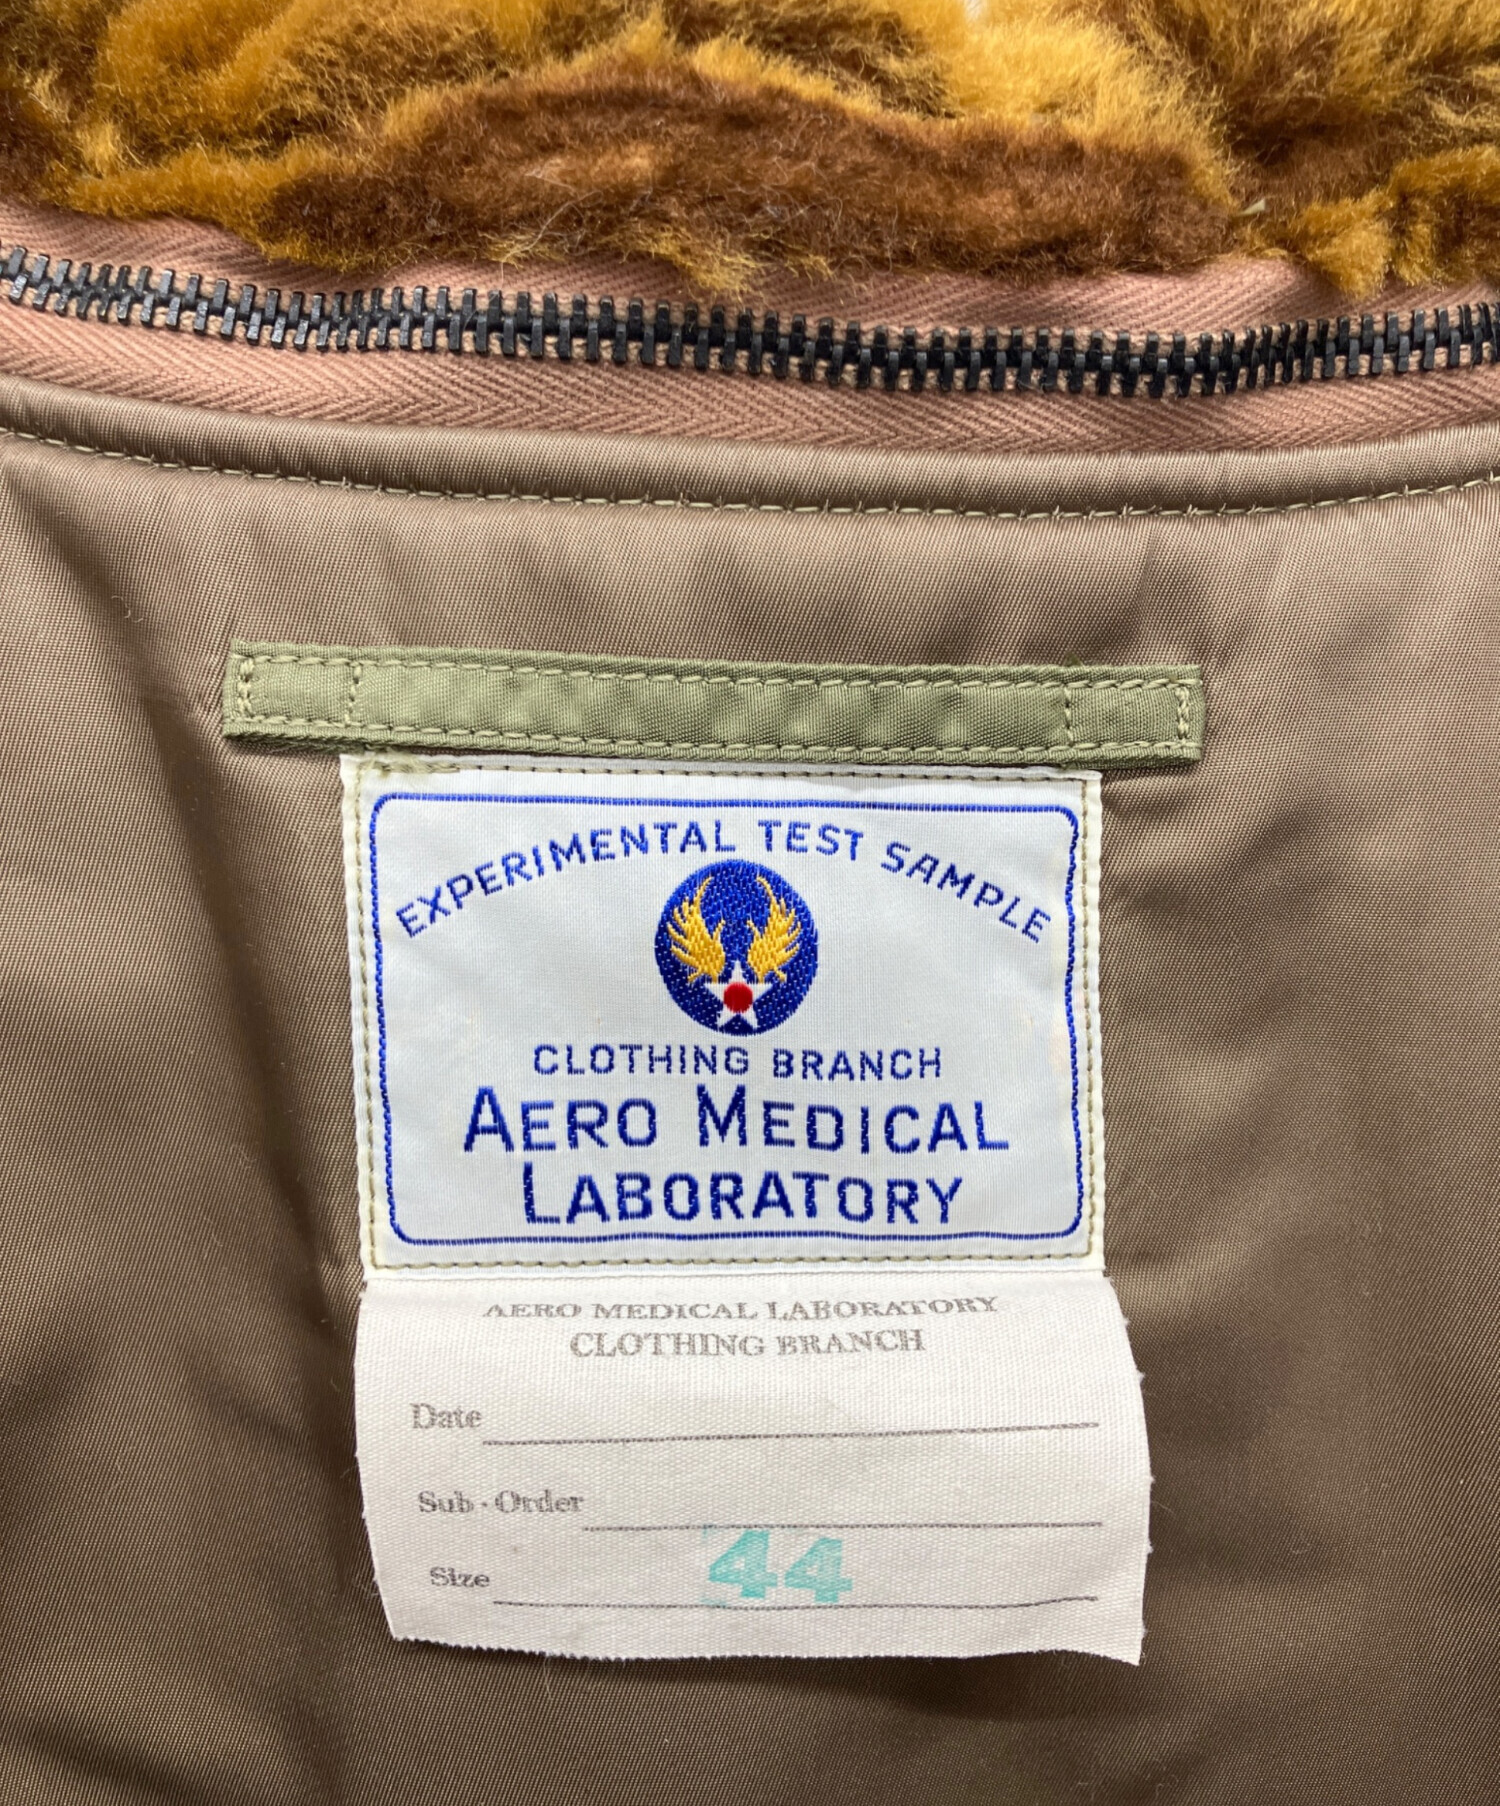 EXPERIMENTAL TEST SAMPLE
CLOTHING BRANCH
AERO MEDICAL
LABORATORY
AERO MEDICAL LABORATORY
CLOTHING BRANCH
Date
Sub·Order
Size 44